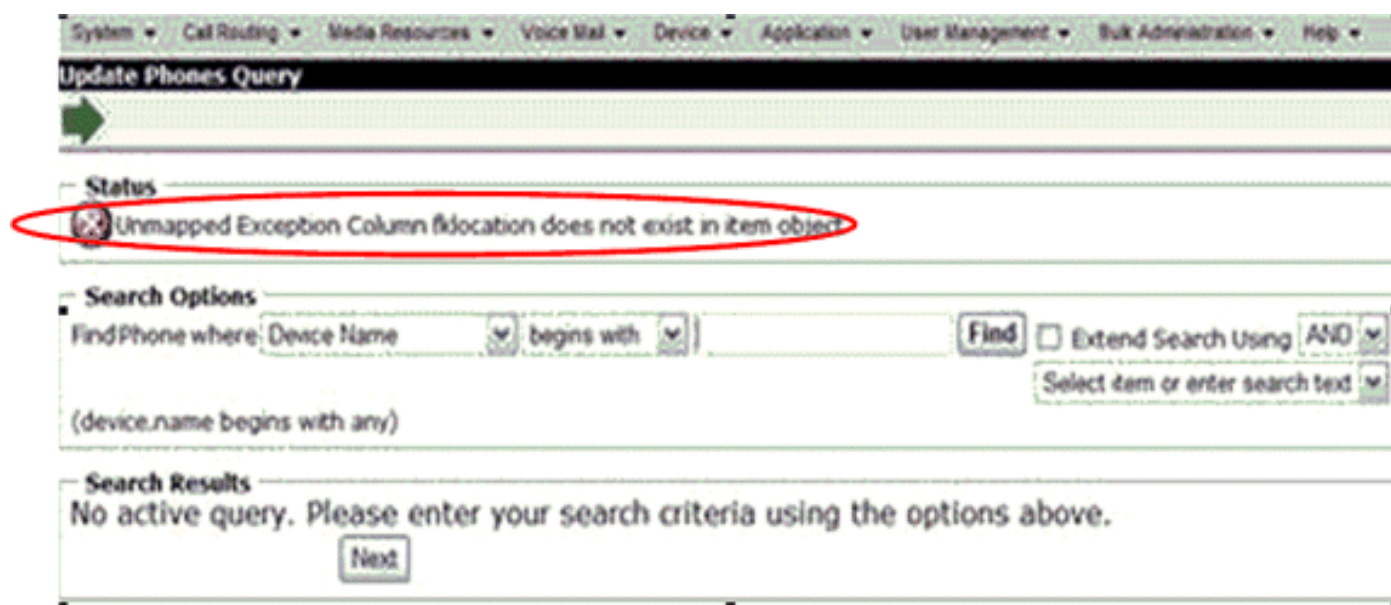 System Call Routing Media Resources Voice Mail Device Application User Management Bulk Administration Help
Update Phones Query
Status
Unmapped Exception Column fklocation does not exist in item object
Search Options
Find Phone where Device Name begins with Find Extend Search Using AND
Select item or enter search text
(device.name begins with any)
Search Results
No active query. Please enter your search criteria using the options above.
Next